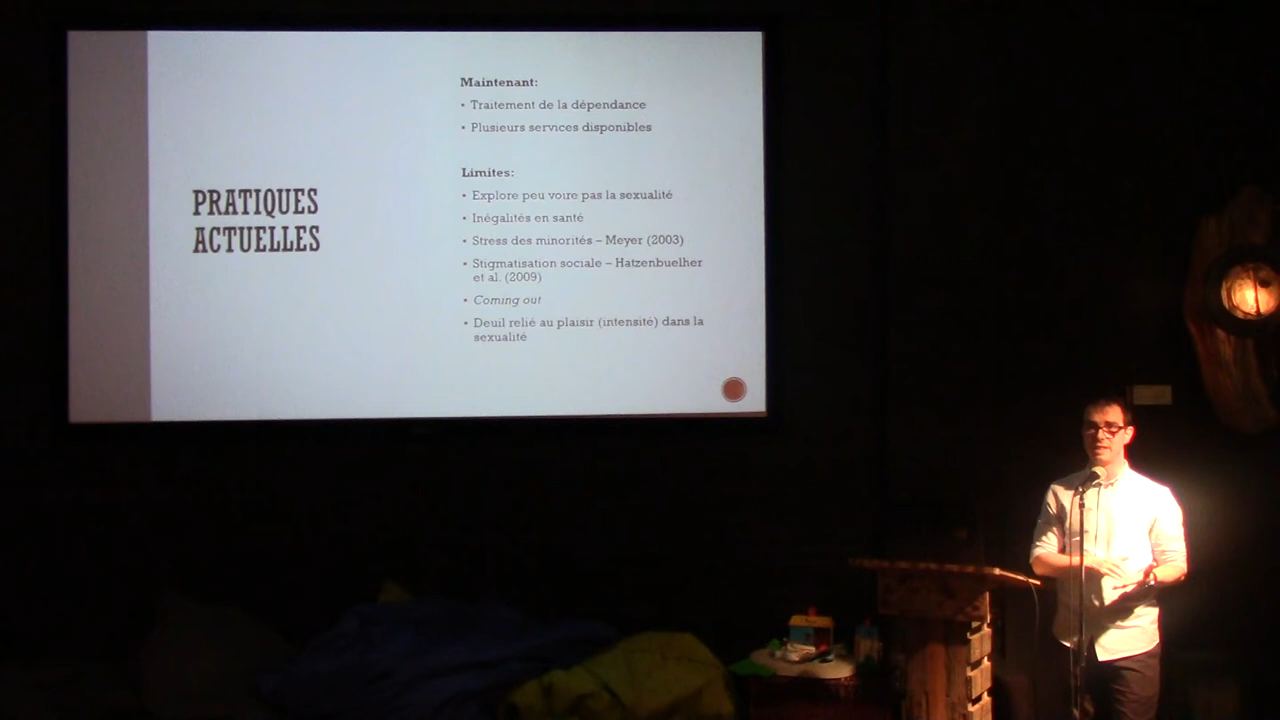 PRATIQUES
ACTUELLES
Maintenant:
• Traitement de la dépendance
• Plusieurs services disponibles
Limites:
• Explore peu voire pas la sexualité
• Inégalités en santé
• Stress des minorités – Meyer (2003)
• Stigmatisation sociale – Hatzenbuelher
et al. (2009)
• Coming out
• Deuil relié au plaisir (intensité) dans la
sexualité